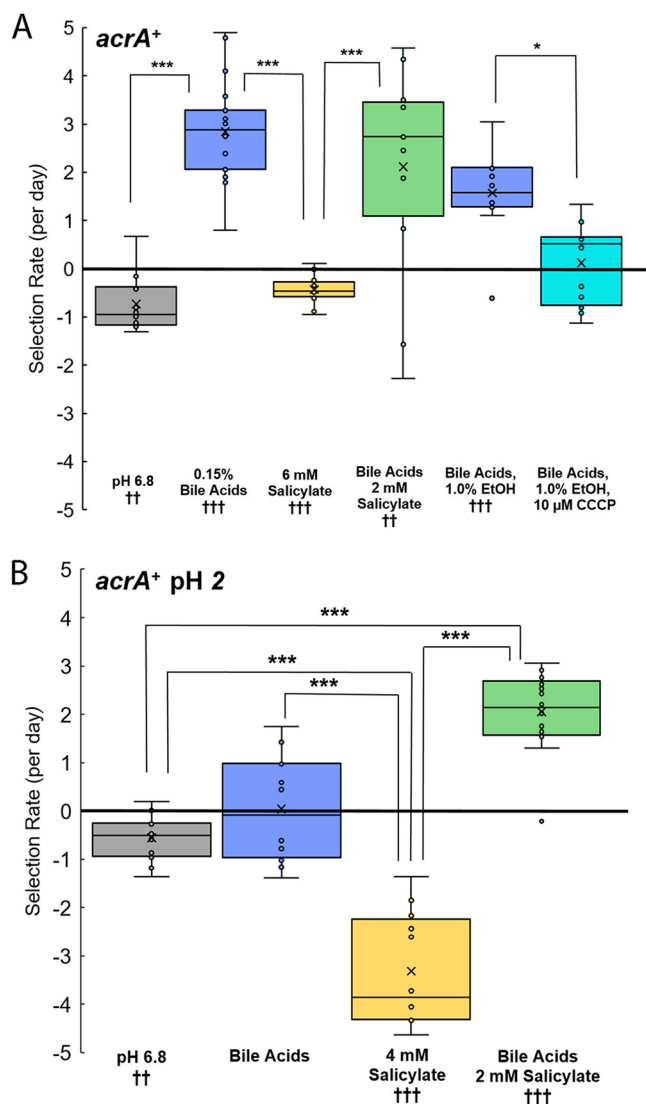 A
acrA+
*** *** *** *
Selection Rate (per day)
5
4
3
2
1
0
-1
-2
-3
-4
-5
pH 6.8
††
0.15%
Bile Acids
†††
6 mM
Salicylate
†††
Bile Acids
2 mM
Salicylate
††
Bile Acids,
1.0% EtOH
†††
Bile Acids,
1.0% EtOH,
10 µM CCCP
B
acrA+ pH 2
***
***
***
***
Selection Rate (per day)
5
4
3
2
1
0
-1
-2
-3
-4
-5
pH 6.8
††
Bile Acids
4 mM
Salicylate
†††
Bile Acids
2 mM Salicylate
†††